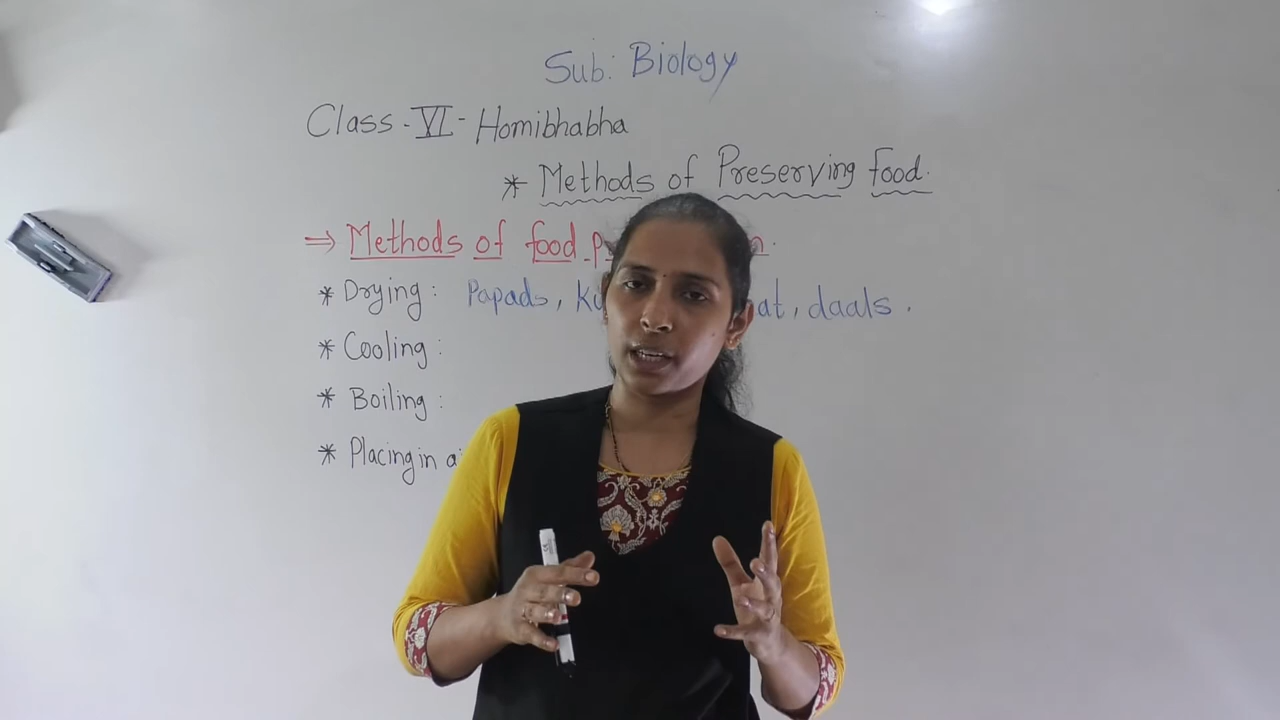 Sub: Biology
Class - VI - Homibhabha
* Methods of Preserving food.
⇒ Methods of food
* Drying: Papads, daals.
* Cooling:
* Boiling:
* Placing in